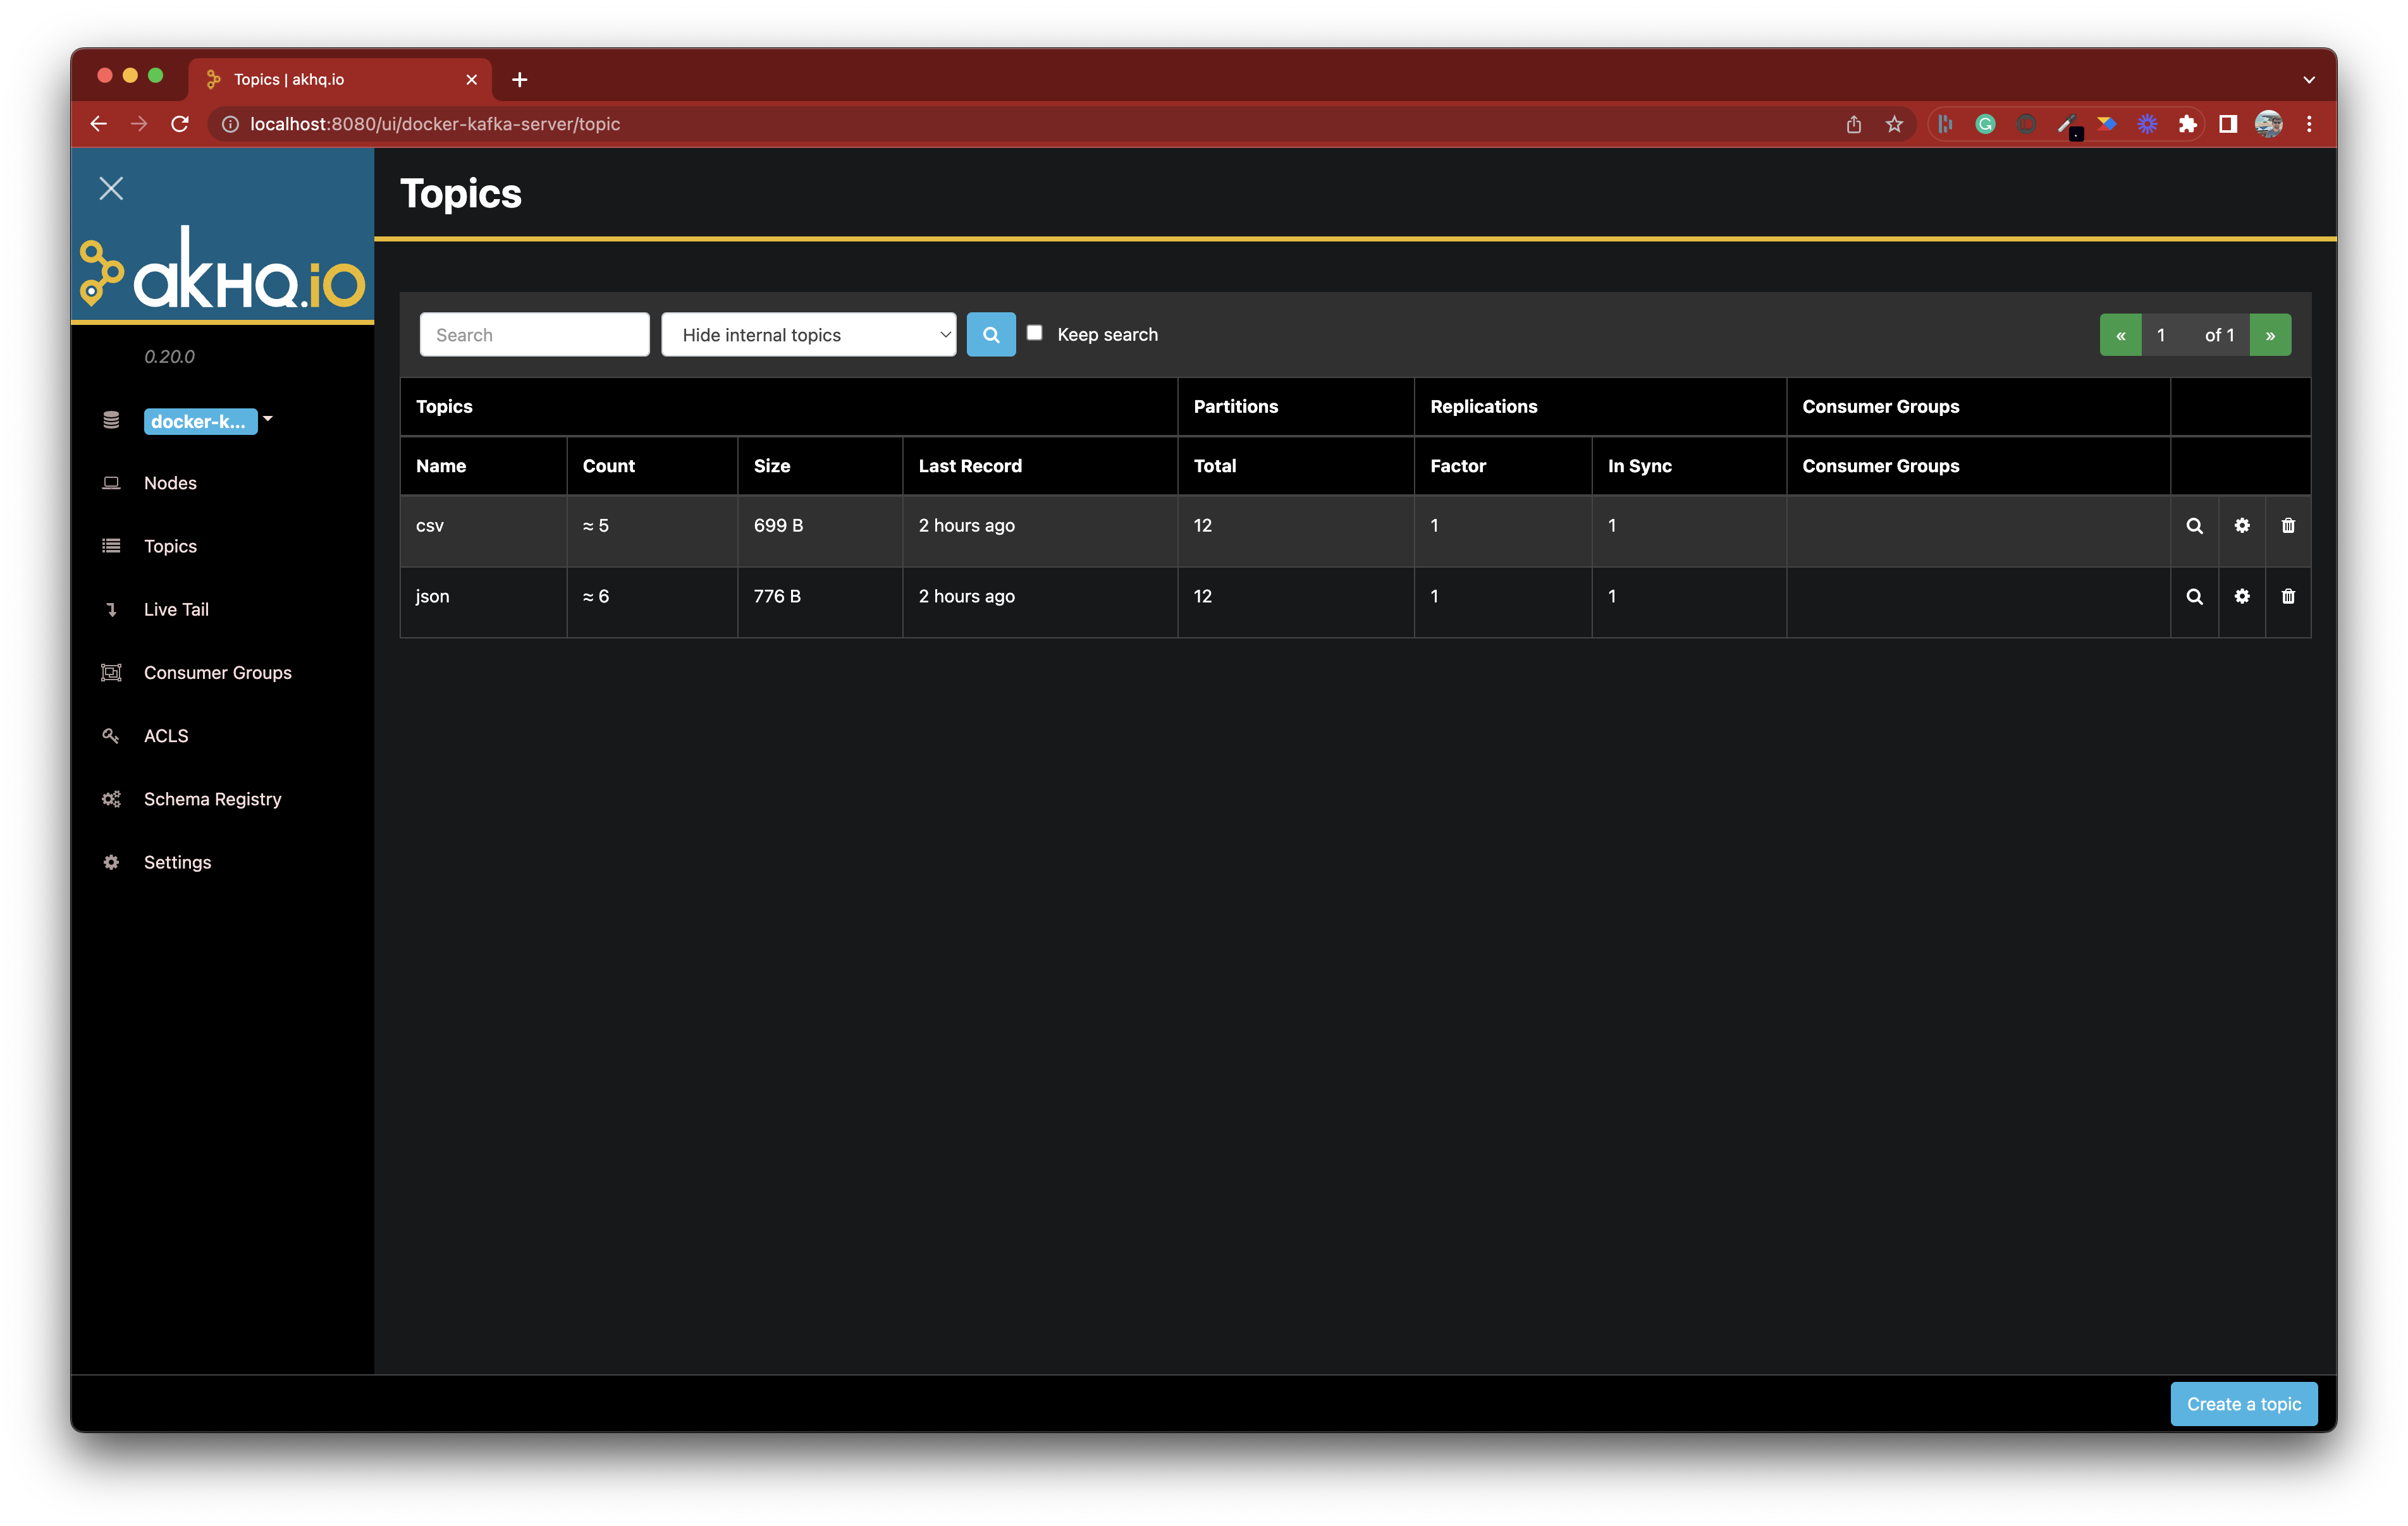 Topics | akhq.io
localhost:8080/ui/docker-kafka-server/topic
akHQ.io
0.20.0
docker-k...
Nodes
Topics
Live Tail
Consumer Groups
ACLS
Schema Registry
Settings
Topics
Search Hide internal topics Keep search « 1 of 1 »
Topics Partitions Replications Consumer Groups
Name Count Size Last Record Total Factor In Sync Consumer Groups
csv ≈ 5 699 B 2 hours ago 12 1 1
json ≈ 6 776 B 2 hours ago 12 1 1
Create a topic